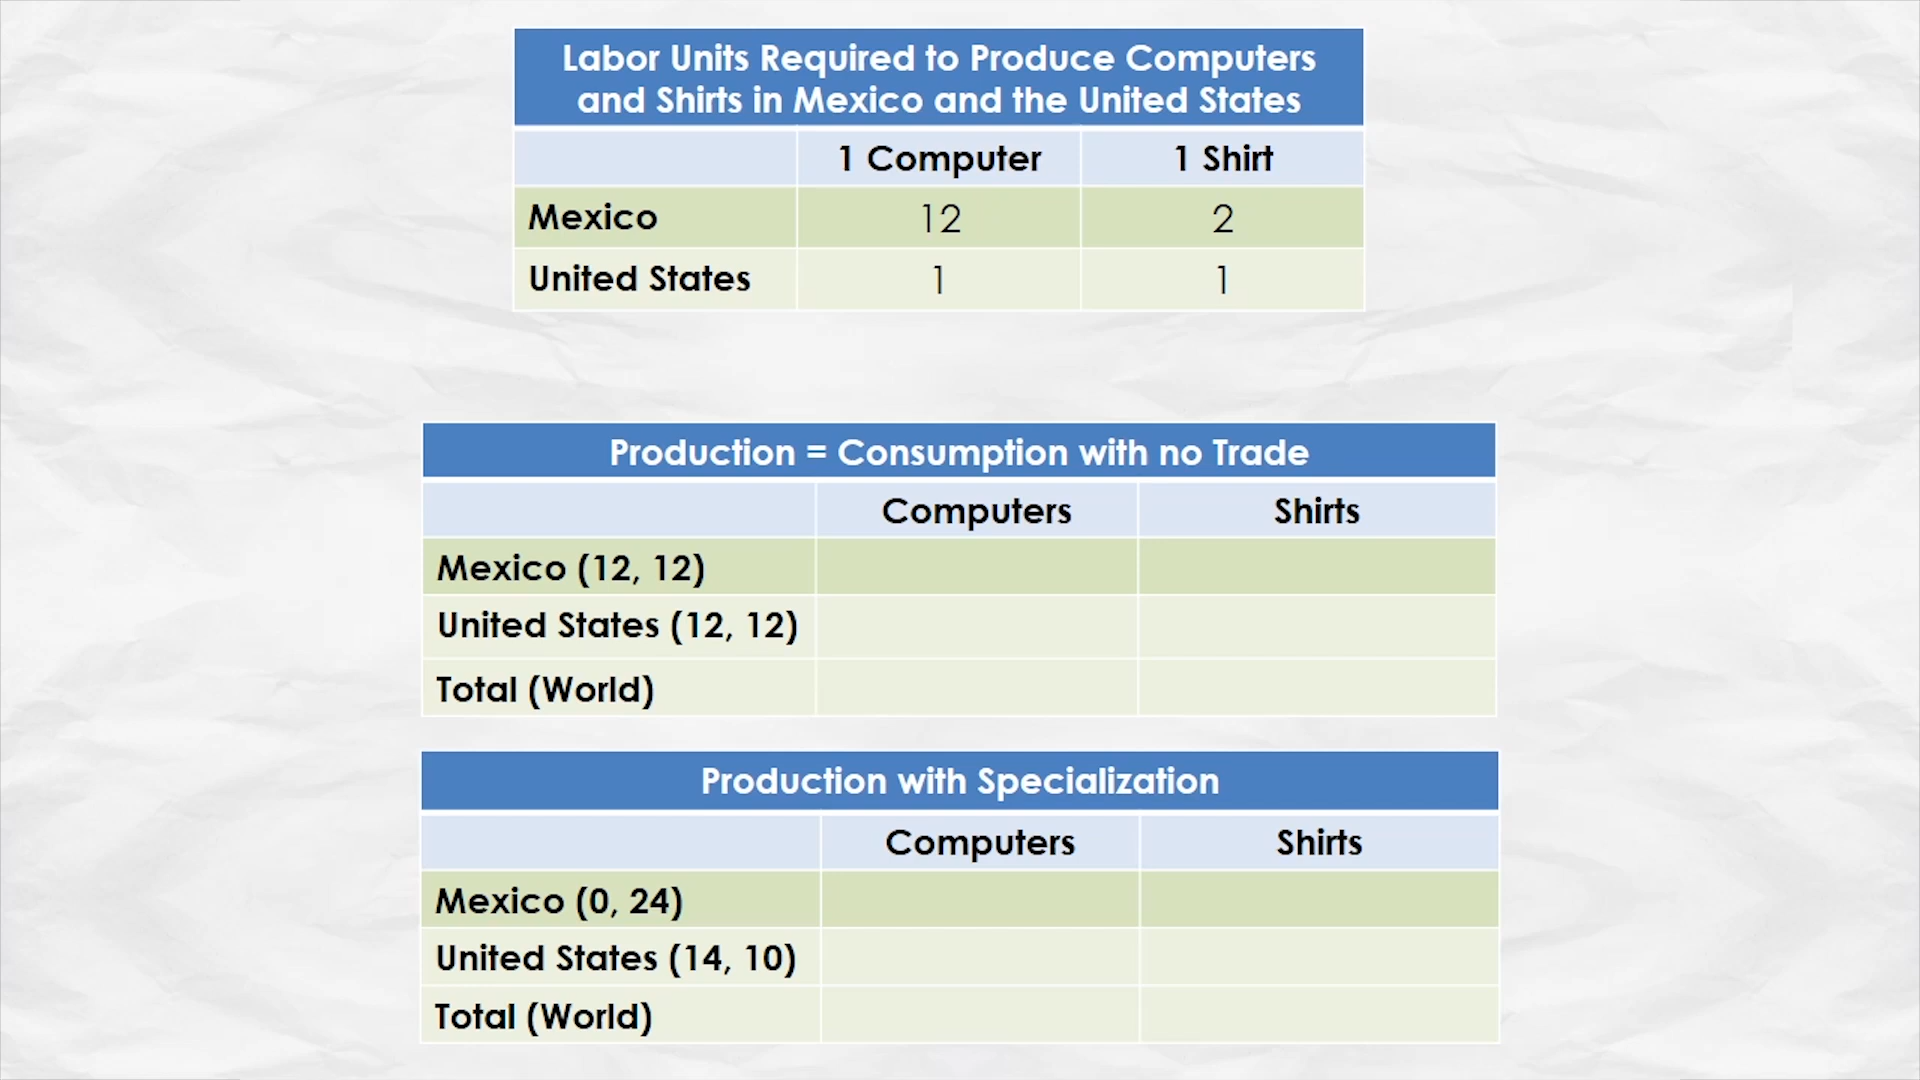 Labor Units Required to Produce Computers
and Shirts in Mexico and the United States
1 Computer 1 Shirt
Mexico 12 2
United States 1 1
Production = Consumption with no Trade
Computers Shirts
Mexico (12, 12)
United States (12, 12)
Total (World)
Production with Specialization
Computers Shirts
Mexico (0, 24)
United States (14, 10)
Total (World)